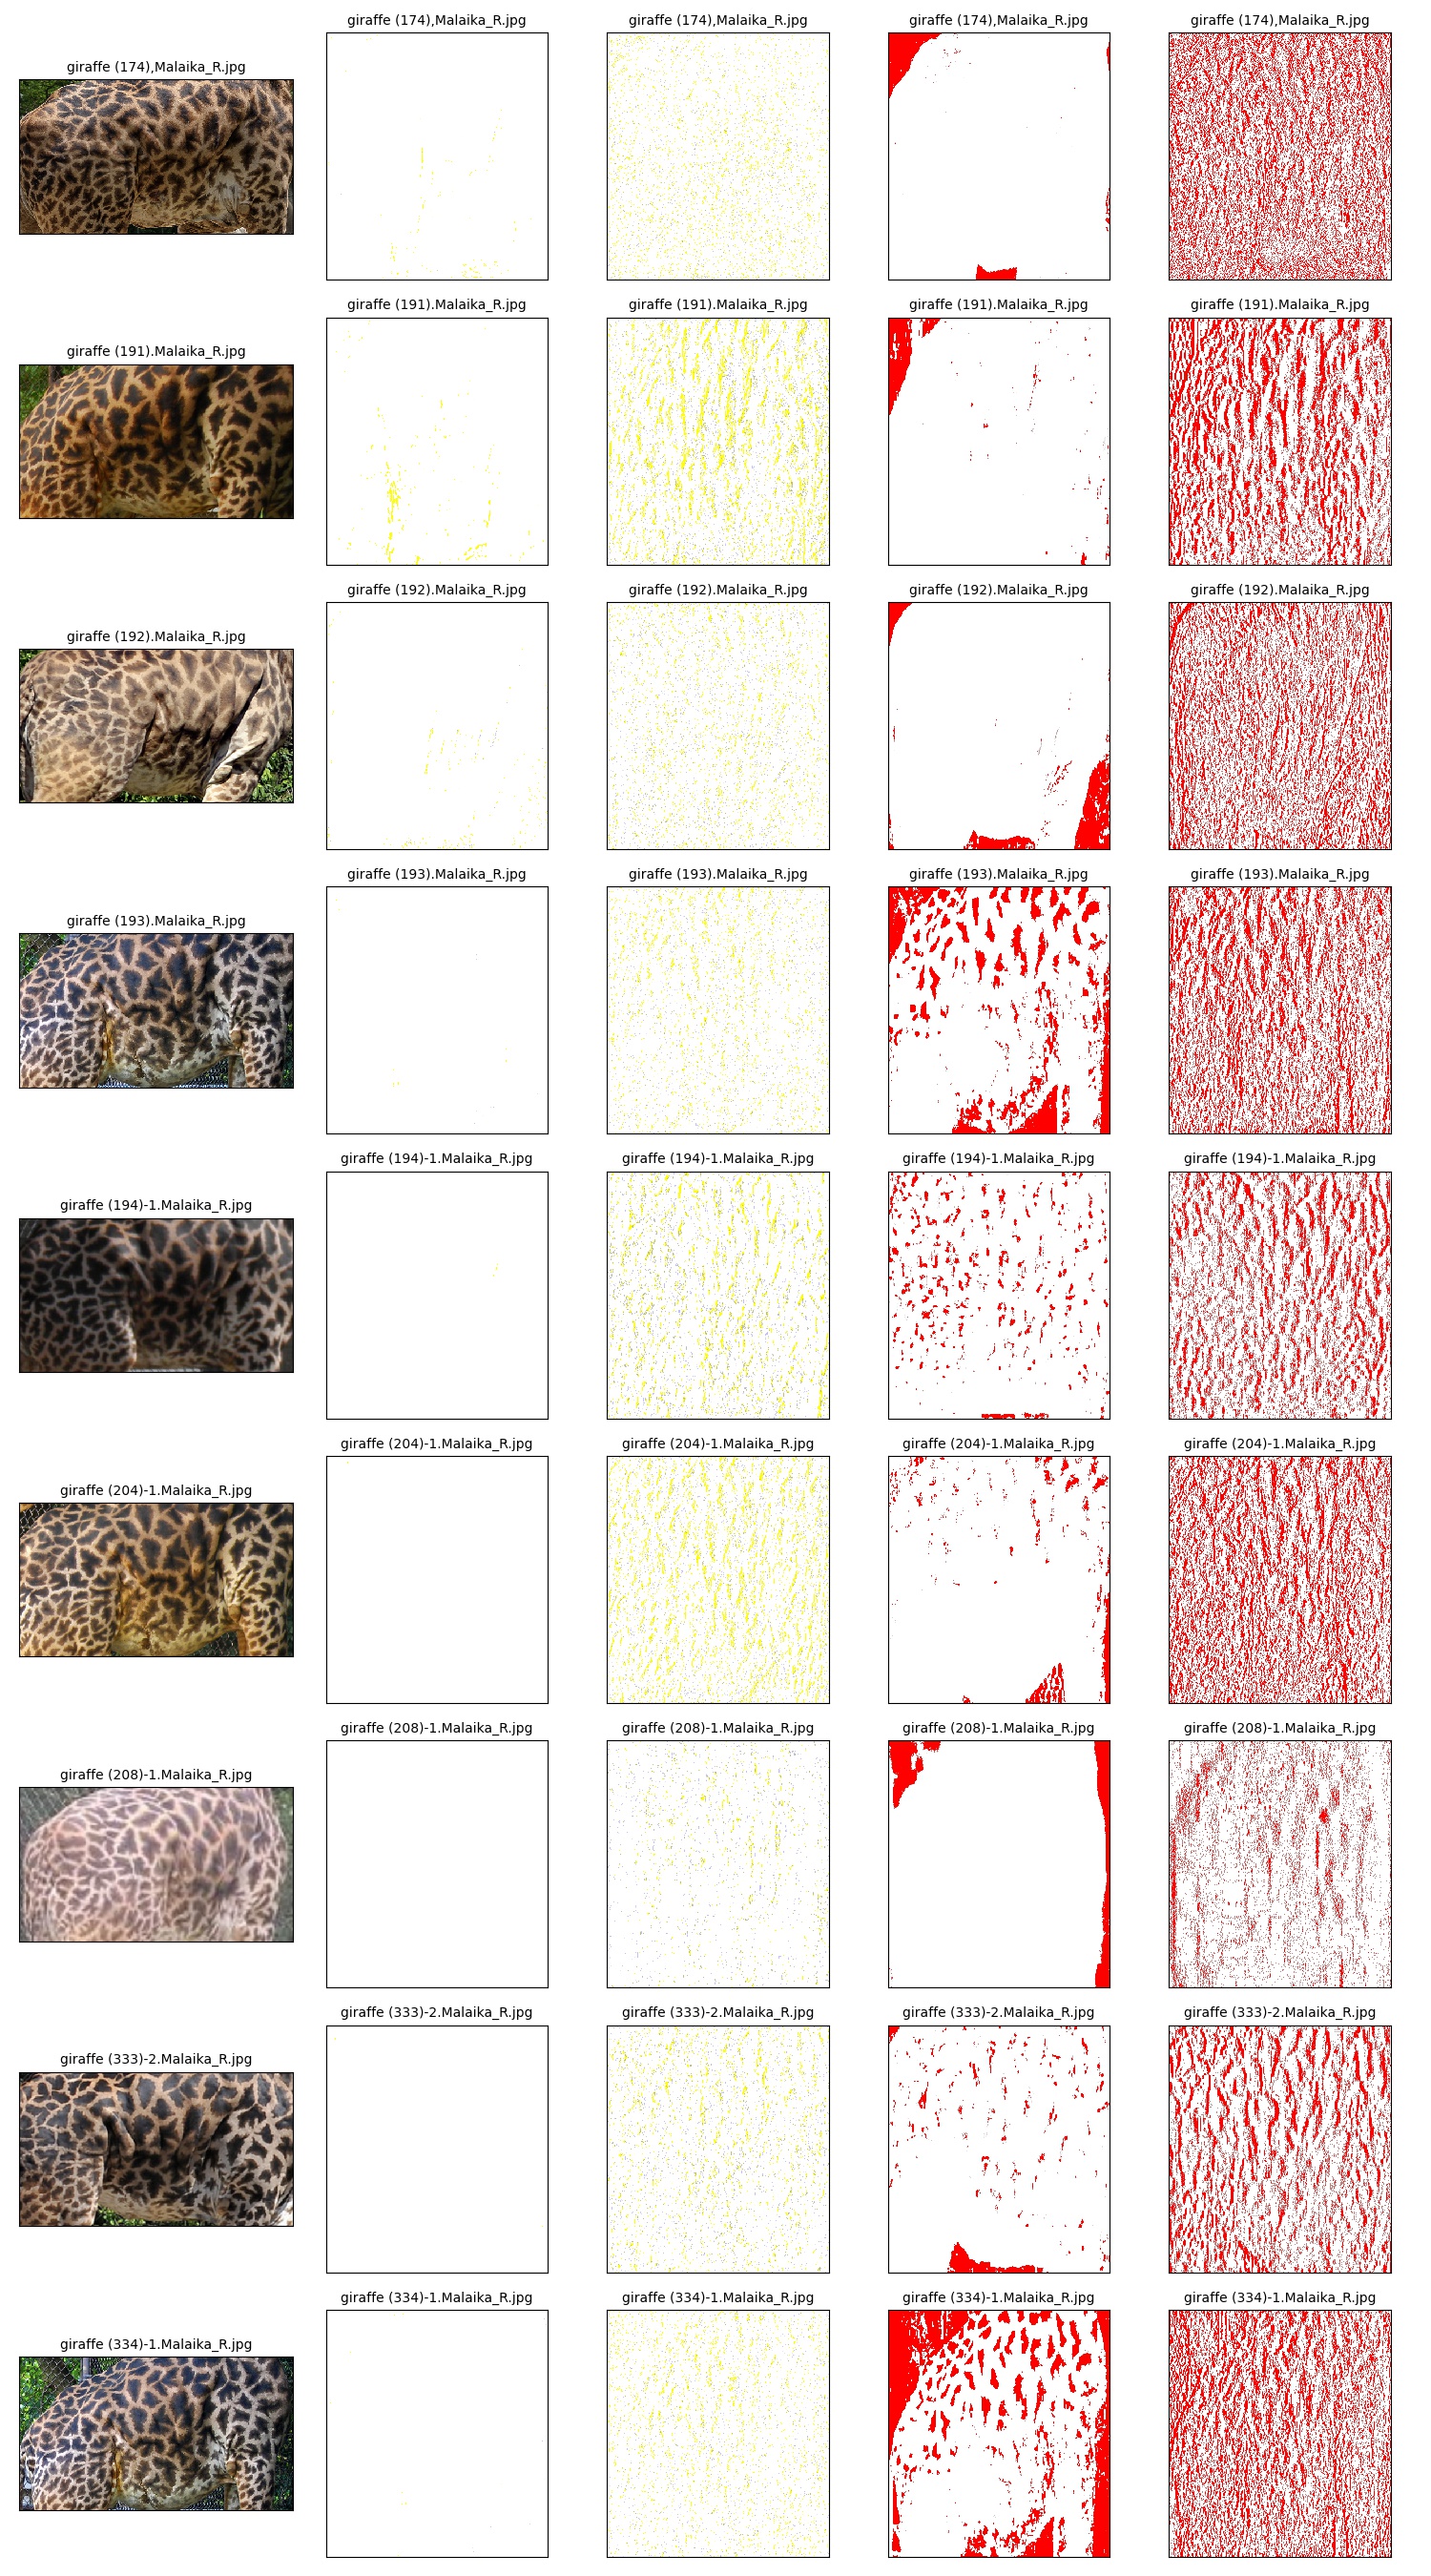 giraffe (174),Malaika_R.jpg
giraffe (174),Malaika_R.jpg
giraffe (174),Malaika_R.jpg
giraffe (174),Malaika_R.jpg
giraffe (174),Malaika_R.jpg
giraffe (191).Malaika_R.jpg
giraffe (191).Malaika_R.jpg
giraffe (191).Malaika_R.jpg
giraffe (191).Malaika_R.jpg
giraffe (191).Malaika_R.jpg
giraffe (192).Malaika_R.jpg
giraffe (192).Malaika_R.jpg
giraffe (192).Malaika_R.jpg
giraffe (192).Malaika_R.jpg
giraffe (192).Malaika_R.jpg
giraffe (193).Malaika_R.jpg
giraffe (193).Malaika_R.jpg
giraffe (193).Malaika_R.jpg
giraffe (193).Malaika_R.jpg
giraffe (193).Malaika_R.jpg
giraffe (194)-1.Malaika_R.jpg
giraffe (194)-1.Malaika_R.jpg
giraffe (194)-1.Malaika_R.jpg
giraffe (194)-1.Malaika_R.jpg
giraffe (194)-1.Malaika_R.jpg
giraffe (204)-1.Malaika_R.jpg
giraffe (204)-1.Malaika_R.jpg
giraffe (204)-1.Malaika_R.jpg
giraffe (204)-1.Malaika_R.jpg
giraffe (204)-1.Malaika_R.jpg
giraffe (208)-1.Malaika_R.jpg
giraffe (208)-1.Malaika_R.jpg
giraffe (208)-1.Malaika_R.jpg
giraffe (208)-1.Malaika_R.jpg
giraffe (208)-1.Malaika_R.jpg
giraffe (333)-2.Malaika_R.jpg
giraffe (333)-2.Malaika_R.jpg
giraffe (333)-2.Malaika_R.jpg
giraffe (333)-2.Malaika_R.jpg
giraffe (333)-2.Malaika_R.jpg
giraffe (334)-1.Malaika_R.jpg
giraffe (334)-1.Malaika_R.jpg
giraffe (334)-1.Malaika_R.jpg
giraffe (334)-1.Malaika_R.jpg
giraffe (334)-1.Malaika_R.jpg